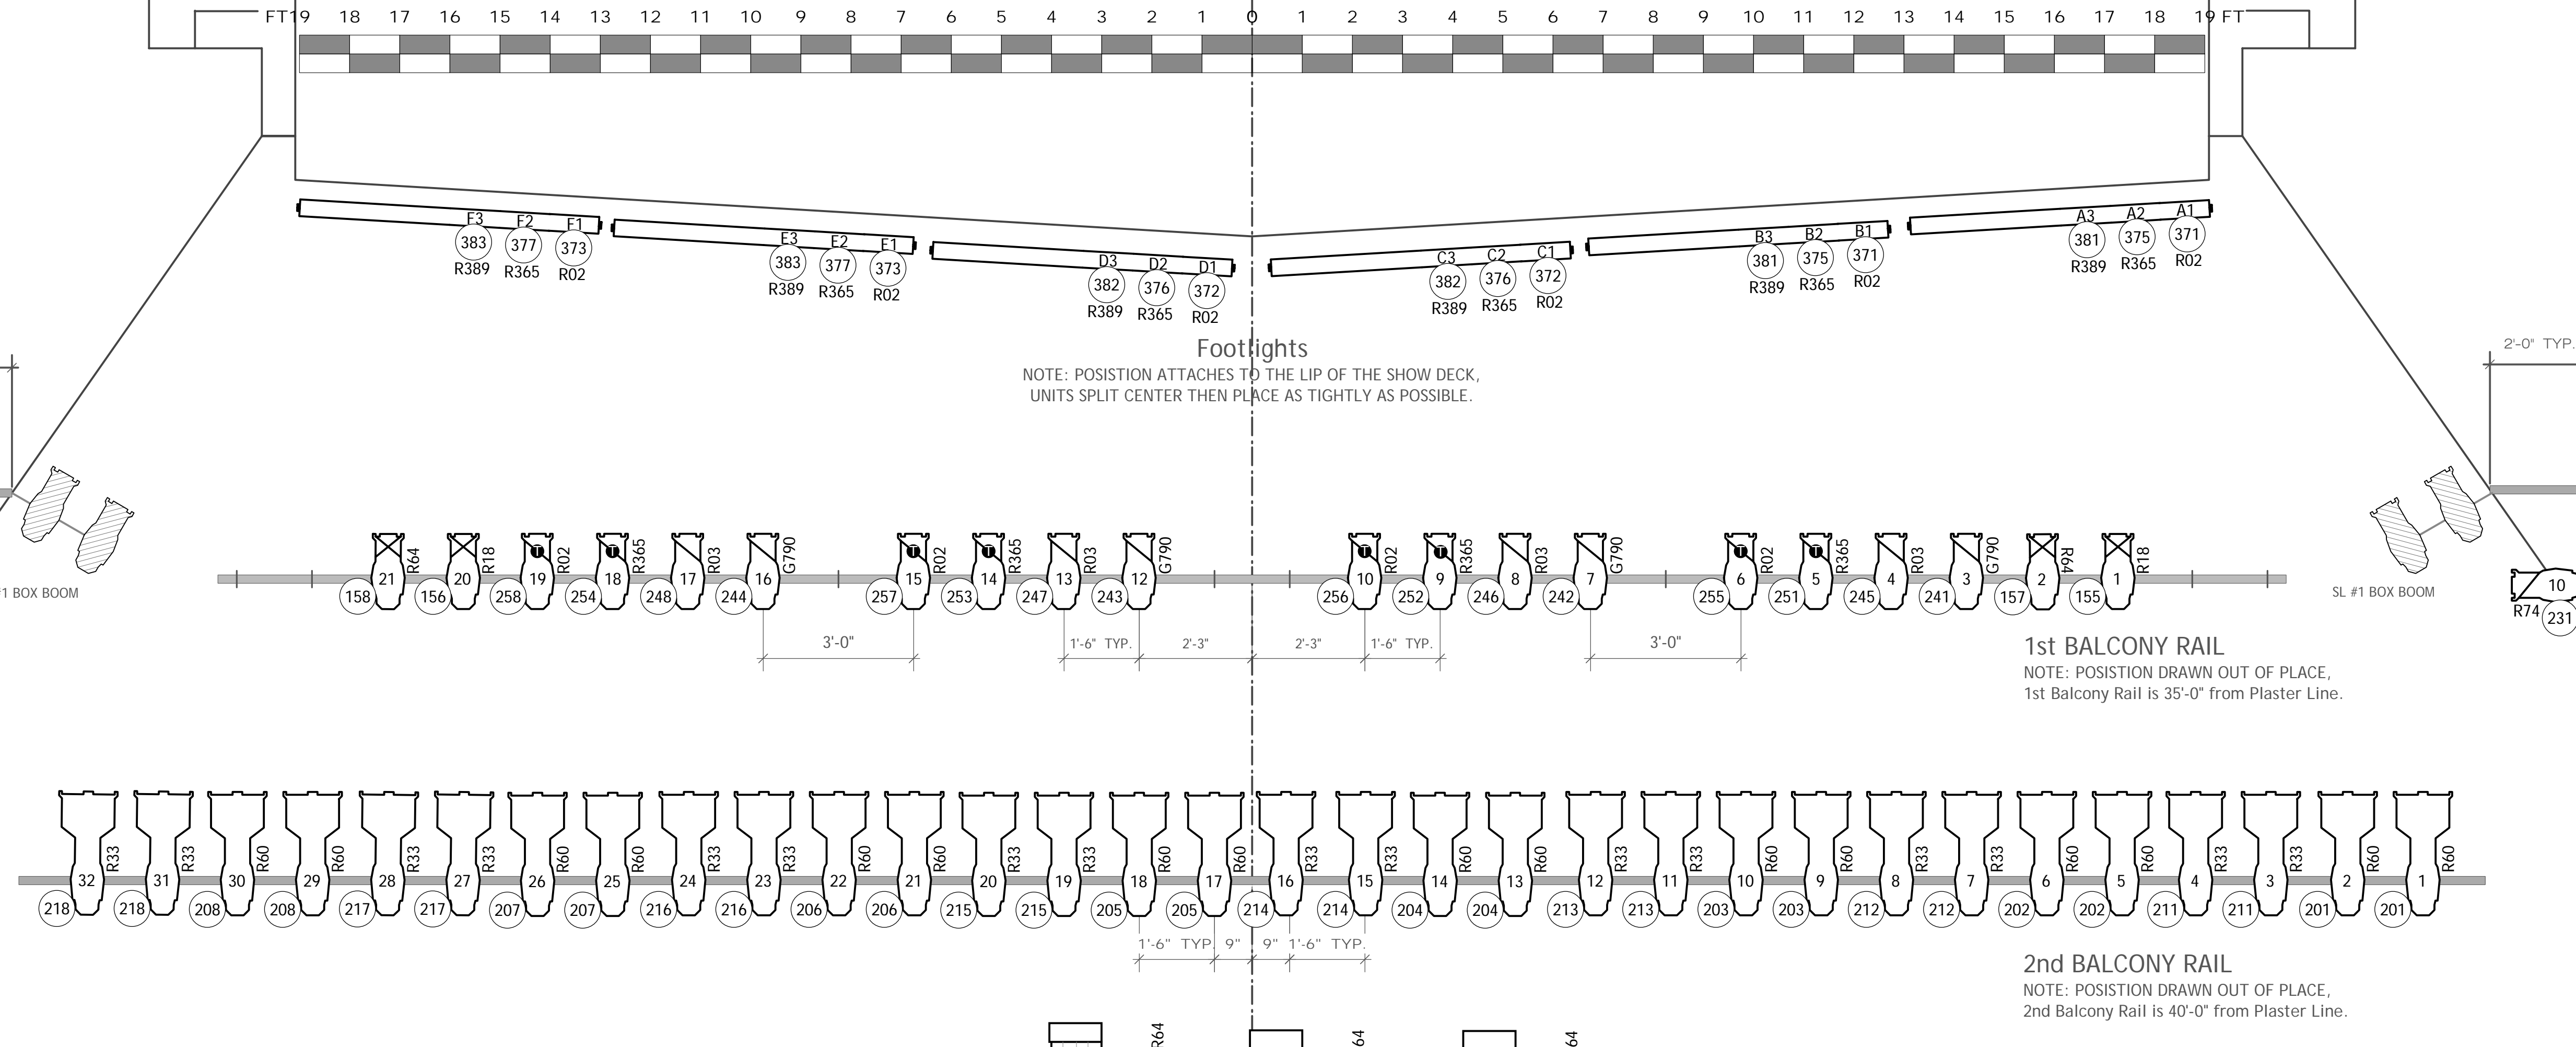 FT19 18 17 16 15 14 13 12 11 10 9 8 7 6 5 4 3 2 1 0 1 2 3 4 5 6 7 8 9 10 11 12 13 14 15 16 17 18 19 FT
F3 F2 F1 E3 E2 E1 D3 D2 D1 C3 C2 C1 B3 B2 B1 A3 A2 A1
383 377 373 383 377 373 382 376 372 382 376 372 381 375 371 381 375 371
R389 R365 R02 R389 R365 R02 R389 R365 R02 R389 R365 R02 R389 R365 R02 R389 R365 R02
Footlights
NOTE: POSISTION ATTACHES TO THE LIP OF THE SHOW DECK,
UNITS SPLIT CENTER THEN PLACE AS TIGHTLY AS POSSIBLE.
2'-0" TYP.
R64 R18 R02 R365 R03 G790 R02 R365 R03 G790 R02 R365 R03 G790 R02 R365 R03 G790 R64 R18
T T T T T T T T
21 20 19 18 17 16 15 14 13 12 10 9 8 7 6 5 4 3 2 1 10
158 156 258 254 248 244 257 253 247 243 256 252 246 242 255 251 245 241 157 155
#1 BOX BOOM
SL #1 BOX BOOM
R74
231
3'-0" 1'-6" TYP. 2'-3" 2'-3" 1'-6" TYP. 3'-0"
1st BALCONY RAIL
NOTE: POSISTION DRAWN OUT OF PLACE,
1st Balcony Rail is 35'-0" from Plaster Line.
R33 R33 R60 R60 R33 R33 R60 R60 R33 R33 R60 R60 R33 R33 R60 R60 R33 R33 R60 R60 R33 R33 R60 R60 R33 R33 R60 R60 R33 R33 R60 R60
32 31 30 29 28 27 26 25 24 23 22 21 20 19 18 17 16 15 14 13 12 11 10 9 8 7 6 5 4 3 2 1
218 218 208 208 217 217 207 207 216 216 206 206 215 215 205 205 214 214 204 204 213 213 203 203 212 212 202 202 211 211 201 201
1'-6" TYP. 9" 9" 1'-6" TYP.
2nd BALCONY RAIL
NOTE: POSISTION DRAWN OUT OF PLACE,
2nd Balcony Rail is 40'-0" from Plaster Line.
R64 64 64